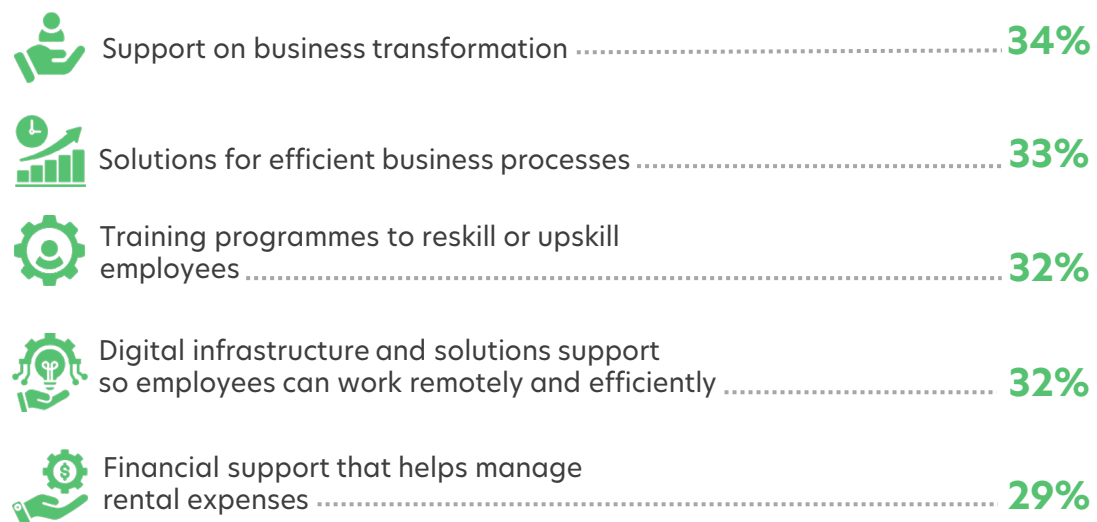 Support on business transformation 34%
Solutions for efficient business processes 33%
Training programmes to reskill or upskill
employees 32%
Digital infrastructure and solutions support
so employees can work remotely and efficiently 32%
Financial support that helps manage
rental expenses 29%